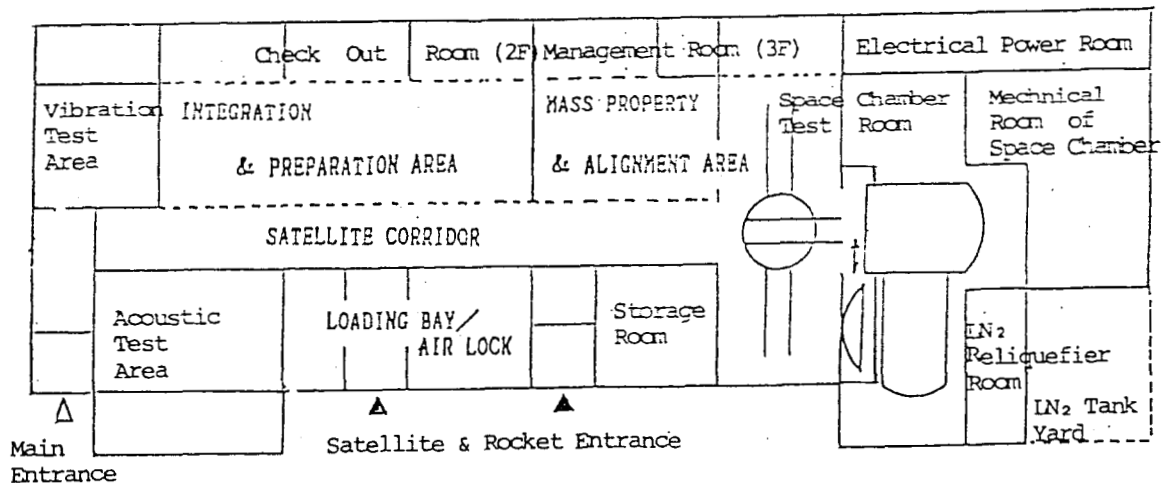 Check Out Room (2F) Management Room (3F)
Electrical Power Room
Vibration
Test
Area
INTEGRATION
& PREPARATION AREA
MASS PROPERTY
& ALIGNMENT AREA
Space Chamber
Test Room
Mechnical
Room of
Space Chamber
SATELLITE CORRIDOR
Acoustic
Test
Area
LOADING BAY/
AIR LOCK
Storage
Room
LN₂
Reliquefier
Room
LN₂ Tank
Yard
Main
Entrance
Satellite & Rocket Entrance